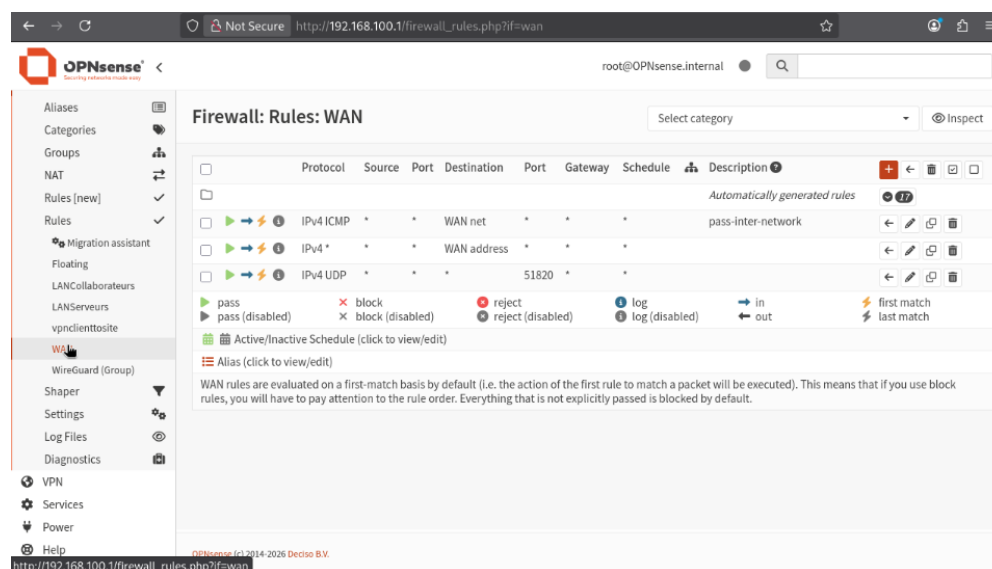 Not Secure http://192.168.100.1/firewall_rules.php?if=wan
OPNsense
Securing networks made easy
root@OPNsense.internal
Aliases
Categories
Groups
NAT
Rules [new]
Rules
Migration assistant
Floating
LANCollaborateurs
LANServeurs
vpnclienttosite
WAN
WireGuard (Group)
Shaper
Settings
Log Files
Diagnostics
VPN
Services
Power
Help
Firewall: Rules: WAN
Select category
Inspect
Protocol Source Port Destination Port Gateway Schedule Description
Automatically generated rules 17
IPv4 ICMP * * WAN net * * * pass-inter-network
IPv4 * * * WAN address * * *
IPv4 UDP * * * 51820 * *
pass block reject log in first match
pass (disabled) block (disabled) reject (disabled) log (disabled) out last match
Active/Inactive Schedule (click to view/edit)
Alias (click to view/edit)
WAN rules are evaluated on a first-match basis by default (i.e. the action of the first rule to match a packet will be executed). This means that if you use block
rules, you will have to pay attention to the rule order. Everything that is not explicitly passed is blocked by default.
OPNsense (c) 2014-2026 Deciso B.V.
http://192.168.100.1/firewall_rules.php?if=wan